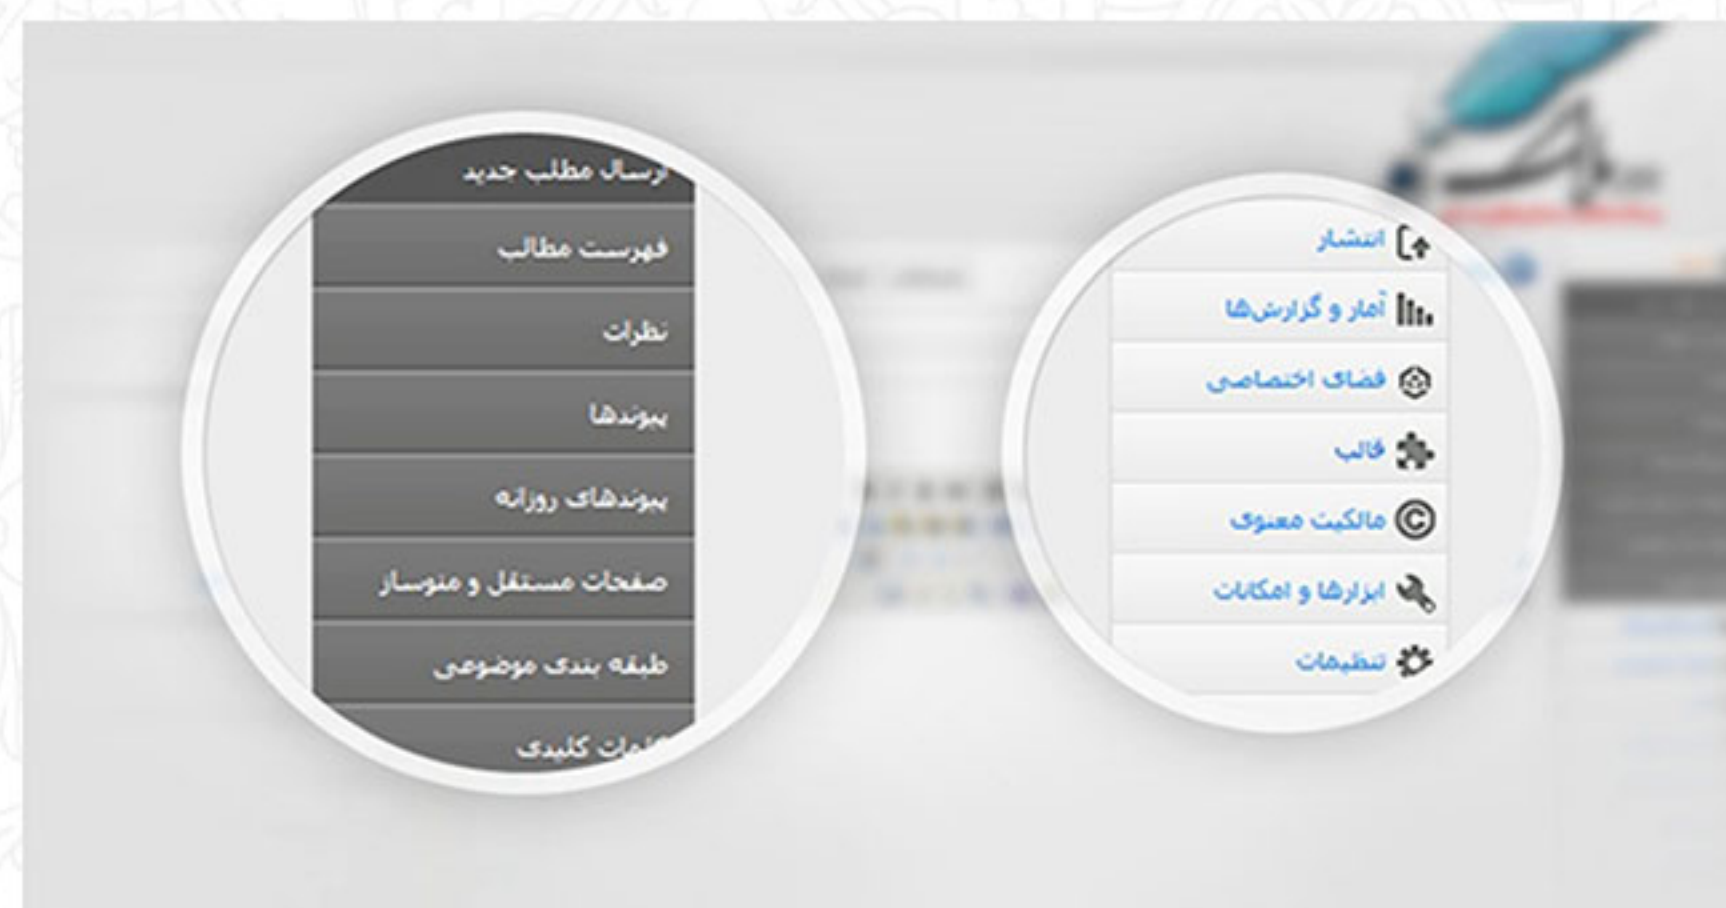 انتشار
آمار و گزارش‌ها
فضای اختصاصی
قالب
مالکیت معنوی
ابزارها و امکانات
تنظیمات
ارسال مطلب جدید
فهرست مطالب
نظرات
پیوندها
پیوندهای روزانه
صفحات مستقل و منوساز
طبقه بندی موضوعی
کلمات کلیدی